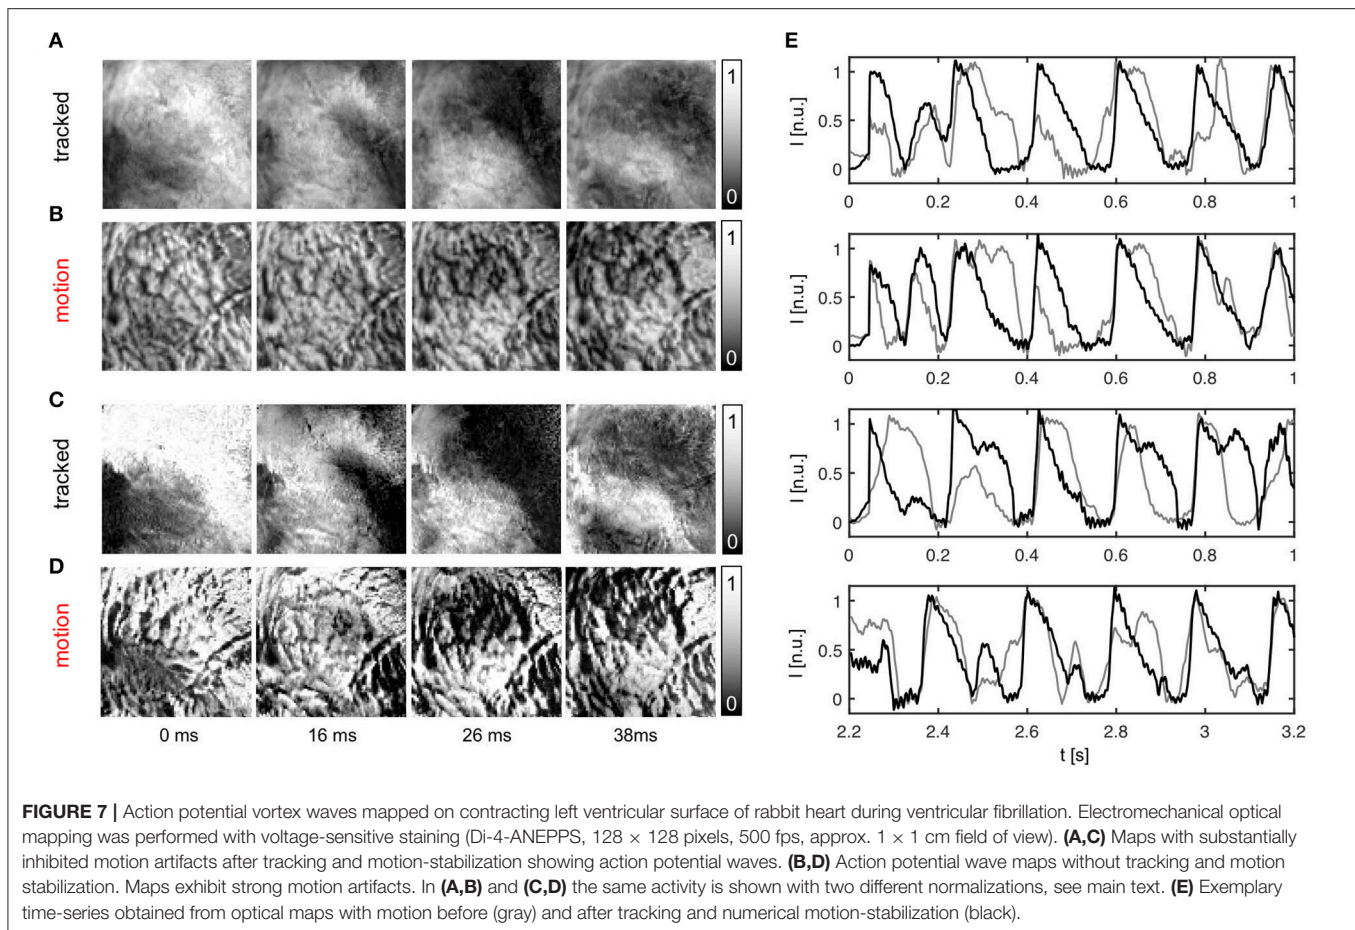 A
tracked
1
0
B
motion
1
0
C
tracked
1
0
D
motion
1
0
0 ms
16 ms
26 ms
38ms
E
I [n.u.]
1
0.5
0
0
0.2
0.4
0.6
0.8
1
I [n.u.]
1
0.5
0
0
0.2
0.4
0.6
0.8
1
I [n.u.]
1
0.5
0
0
0.2
0.4
0.6
0.8
1
I [n.u.]
1
0.5
0
2.2
2.4
2.6
2.8
3
3.2
t [s]
FIGURE 7 | Action potential vortex waves mapped on contracting left ventricular surface of rabbit heart during ventricular fibrillation. Electromechanical optical
mapping was performed with voltage-sensitive staining (Di-4-ANEPPS, 128 × 128 pixels, 500 fps, approx. 1 × 1 cm field of view). (A,C) Maps with substantially
inhibited motion artifacts after tracking and motion-stabilization showing action potential waves. (B,D) Action potential wave maps without tracking and motion
stabilization. Maps exhibit strong motion artifacts. In (A,B) and (C,D) the same activity is shown with two different normalizations, see main text. (E) Exemplary
time-series obtained from optical maps with motion before (gray) and after tracking and numerical motion-stabilization (black).